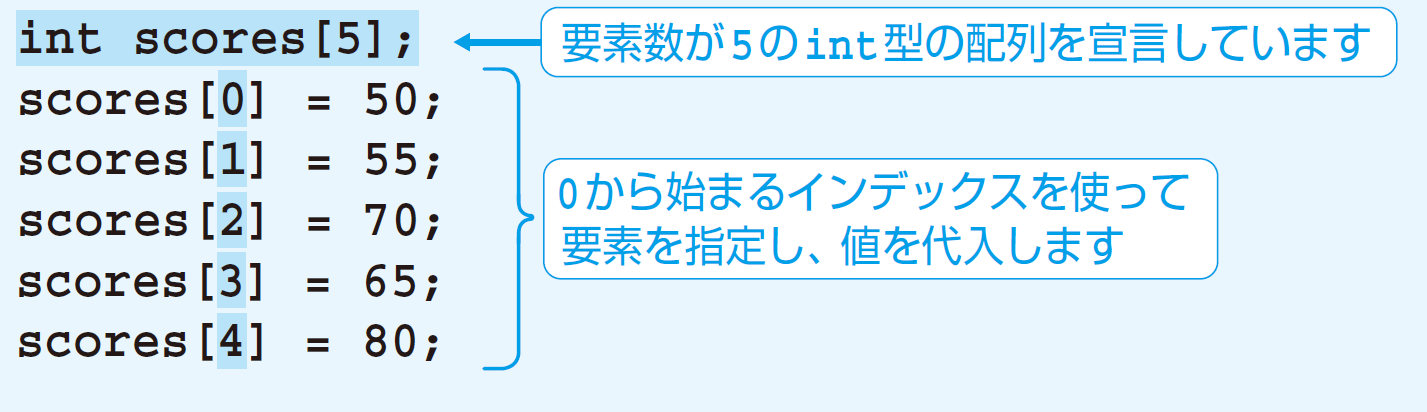 int scores[5];
要素数が5のint型の配列を宣言しています
scores[0] = 50;
scores[1] = 55;
scores[2] = 70;
scores[3] = 65;
scores[4] = 80;
0から始まるインデックスを使って
要素を指定し、値を代入します